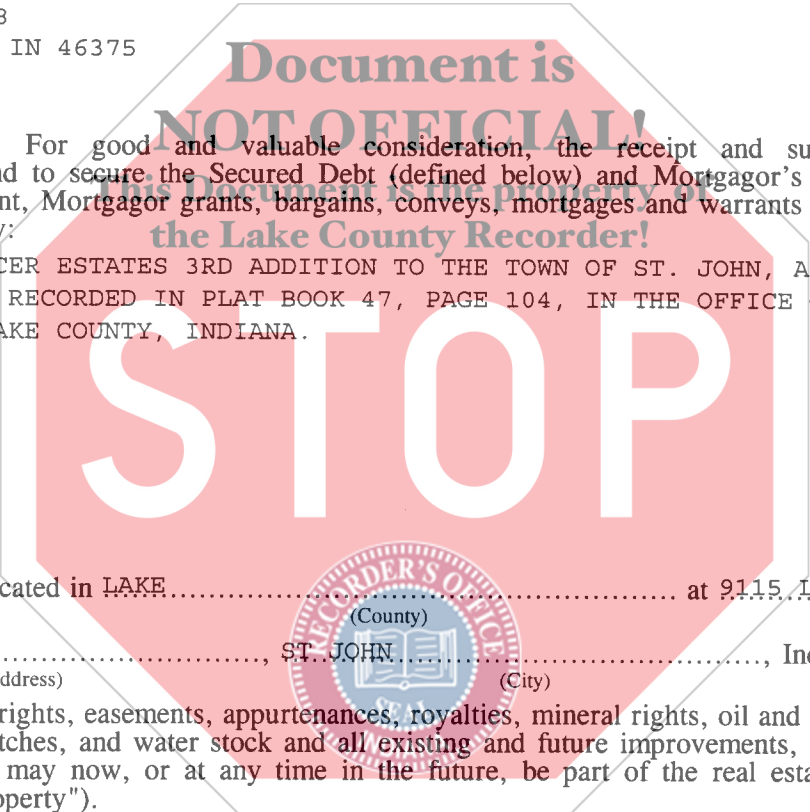 8
IN 46375
Document is
NOT OFFICIAL!
For good and valuable consideration, the receipt and su
nd to secure the Secured Debt (defined below) and Mortgagor's
This Document is the property of
nt, Mortgagor grants, bargains, conveys, mortgages and warrants
y:
the Lake County Recorder!
CER ESTATES 3RD ADDITION TO THE TOWN OF ST. JOHN, A
RECORDED IN PLAT BOOK 47, PAGE 104, IN THE OFFICE
AKE COUNTY, INDIANA.
STOP
cated in LAKE at 9115 L
(County)
RECORDER'S OFFICE
, ST JOHN , In
ddress) (City)
SEAL
rights, easements, appurtenances, royalties, mineral rights, oil and
tches, and water stock and all existing and future improvements,
may now, or at any time in the future, be part of the real esta
operty").